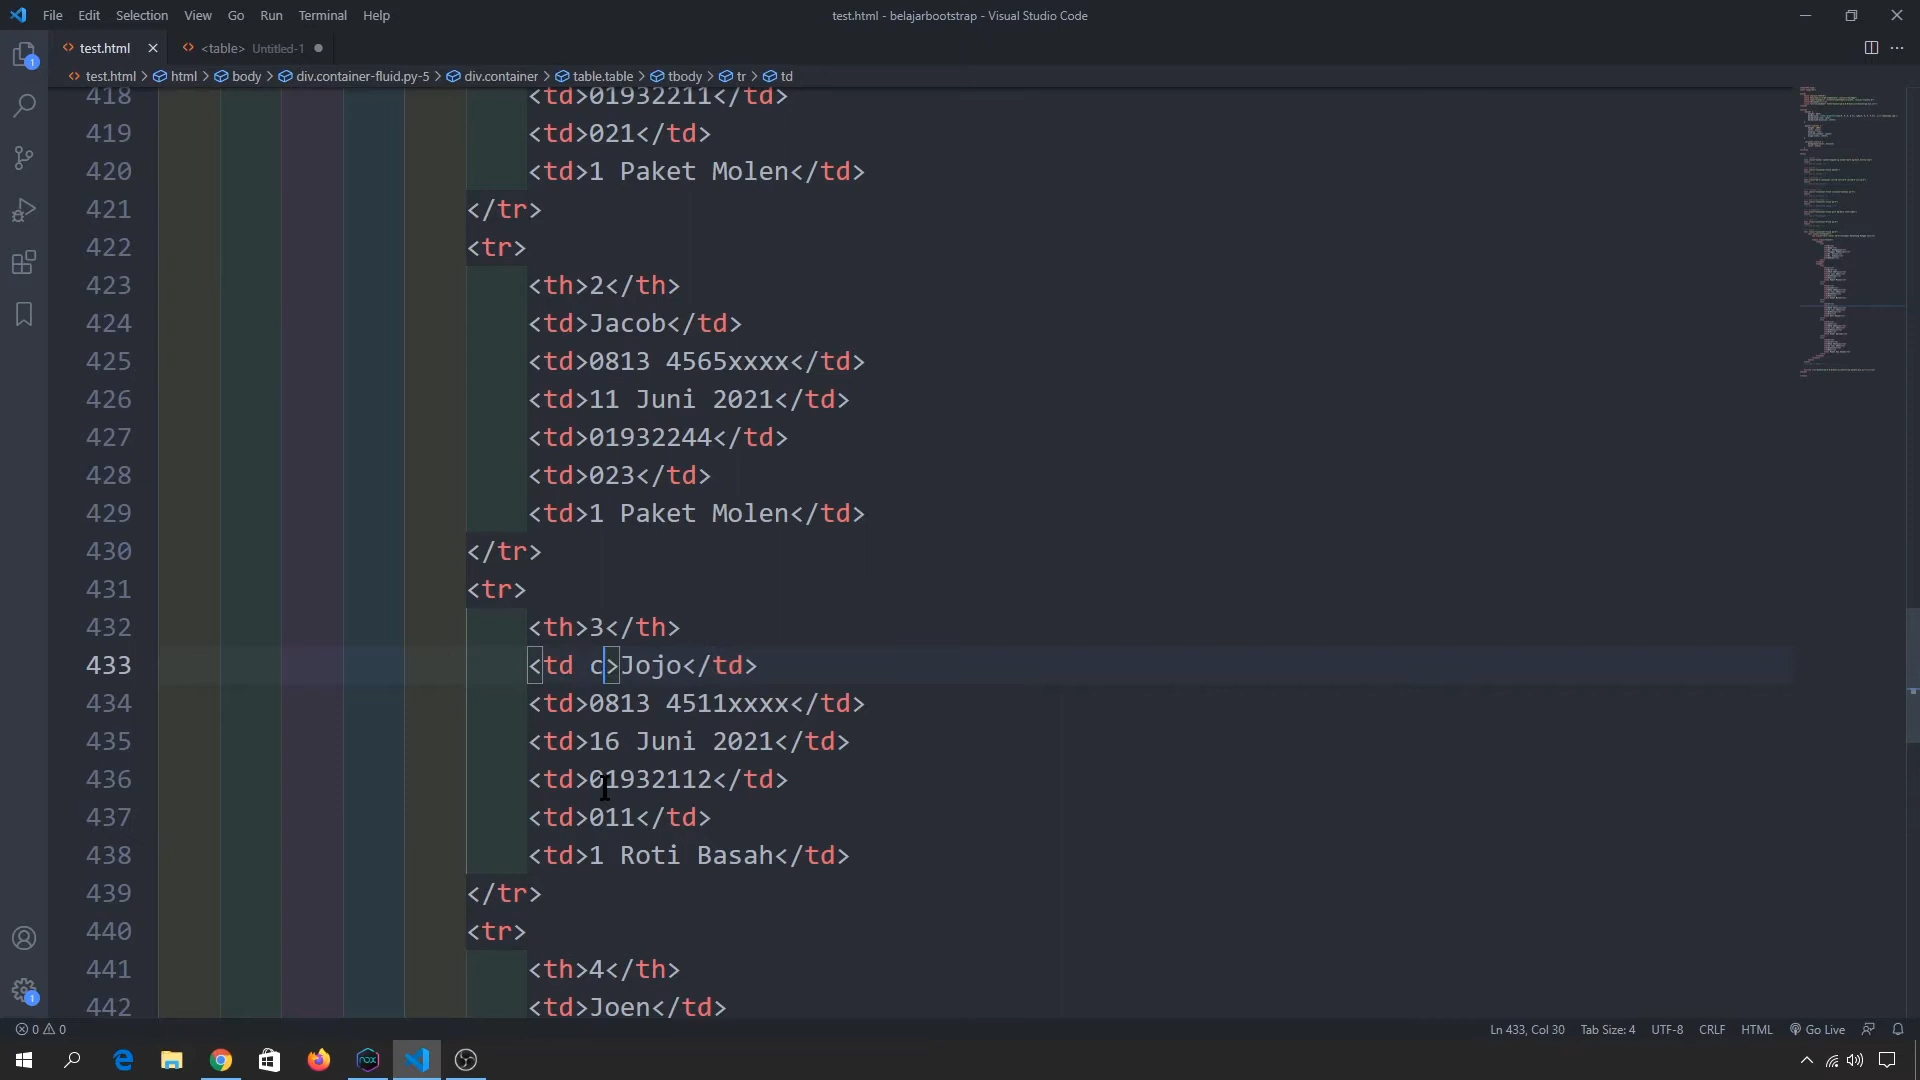 File Edit Selection View Go Run Terminal Help
test.html - belajarbootstrap - Visual Studio Code
test.html
<table> Untitled-1
test.html > html > body > div.container-fluid.py-5 > div.container > table.table > tbody > tr > td
418 <td>01932211</td>
419 <td>021</td>
420 <td>1 Paket Molen</td>
421 </tr>
422 <tr>
423 <th>2</th>
424 <td>Jacob</td>
425 <td>0813 4565xxxx</td>
426 <td>11 Juni 2021</td>
427 <td>01932244</td>
428 <td>023</td>
429 <td>1 Paket Molen</td>
430 </tr>
431 <tr>
432 <th>3</th>
433 <td c>Jojo</td>
434 <td>0813 4511xxxx</td>
435 <td>16 Juni 2021</td>
436 <td>01932112</td>
437 <td>011</td>
438 <td>1 Roti Basah</td>
439 </tr>
440 <tr>
441 <th>4</th>
442 <td>Joen</td>
0 0 Ln 433, Col 30 Tab Size: 4 UTF-8 CRLF HTML Go Live